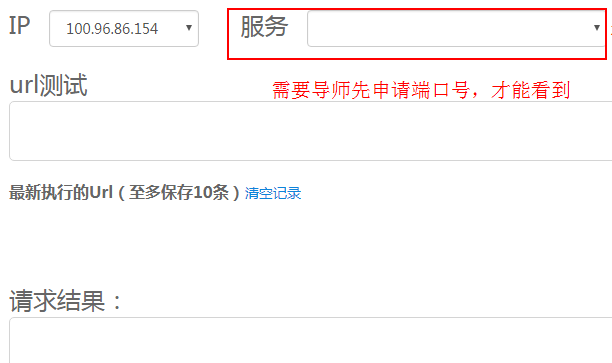 IP 100.96.86.154 服务
url测试 需要导师先申请端口号，才能看到
最新执行的Url（至多保存10条）清空记录
请求结果：